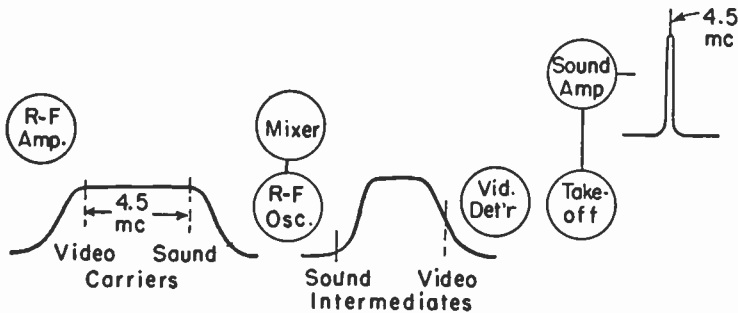 R-F
Amp.
4.5
mc
Video Sound
Carriers
Mixer
R-F
Osc.
Sound Video
Intermediates
Vid.
Det'r
Sound
Amp
Take-
off
4.5
mc